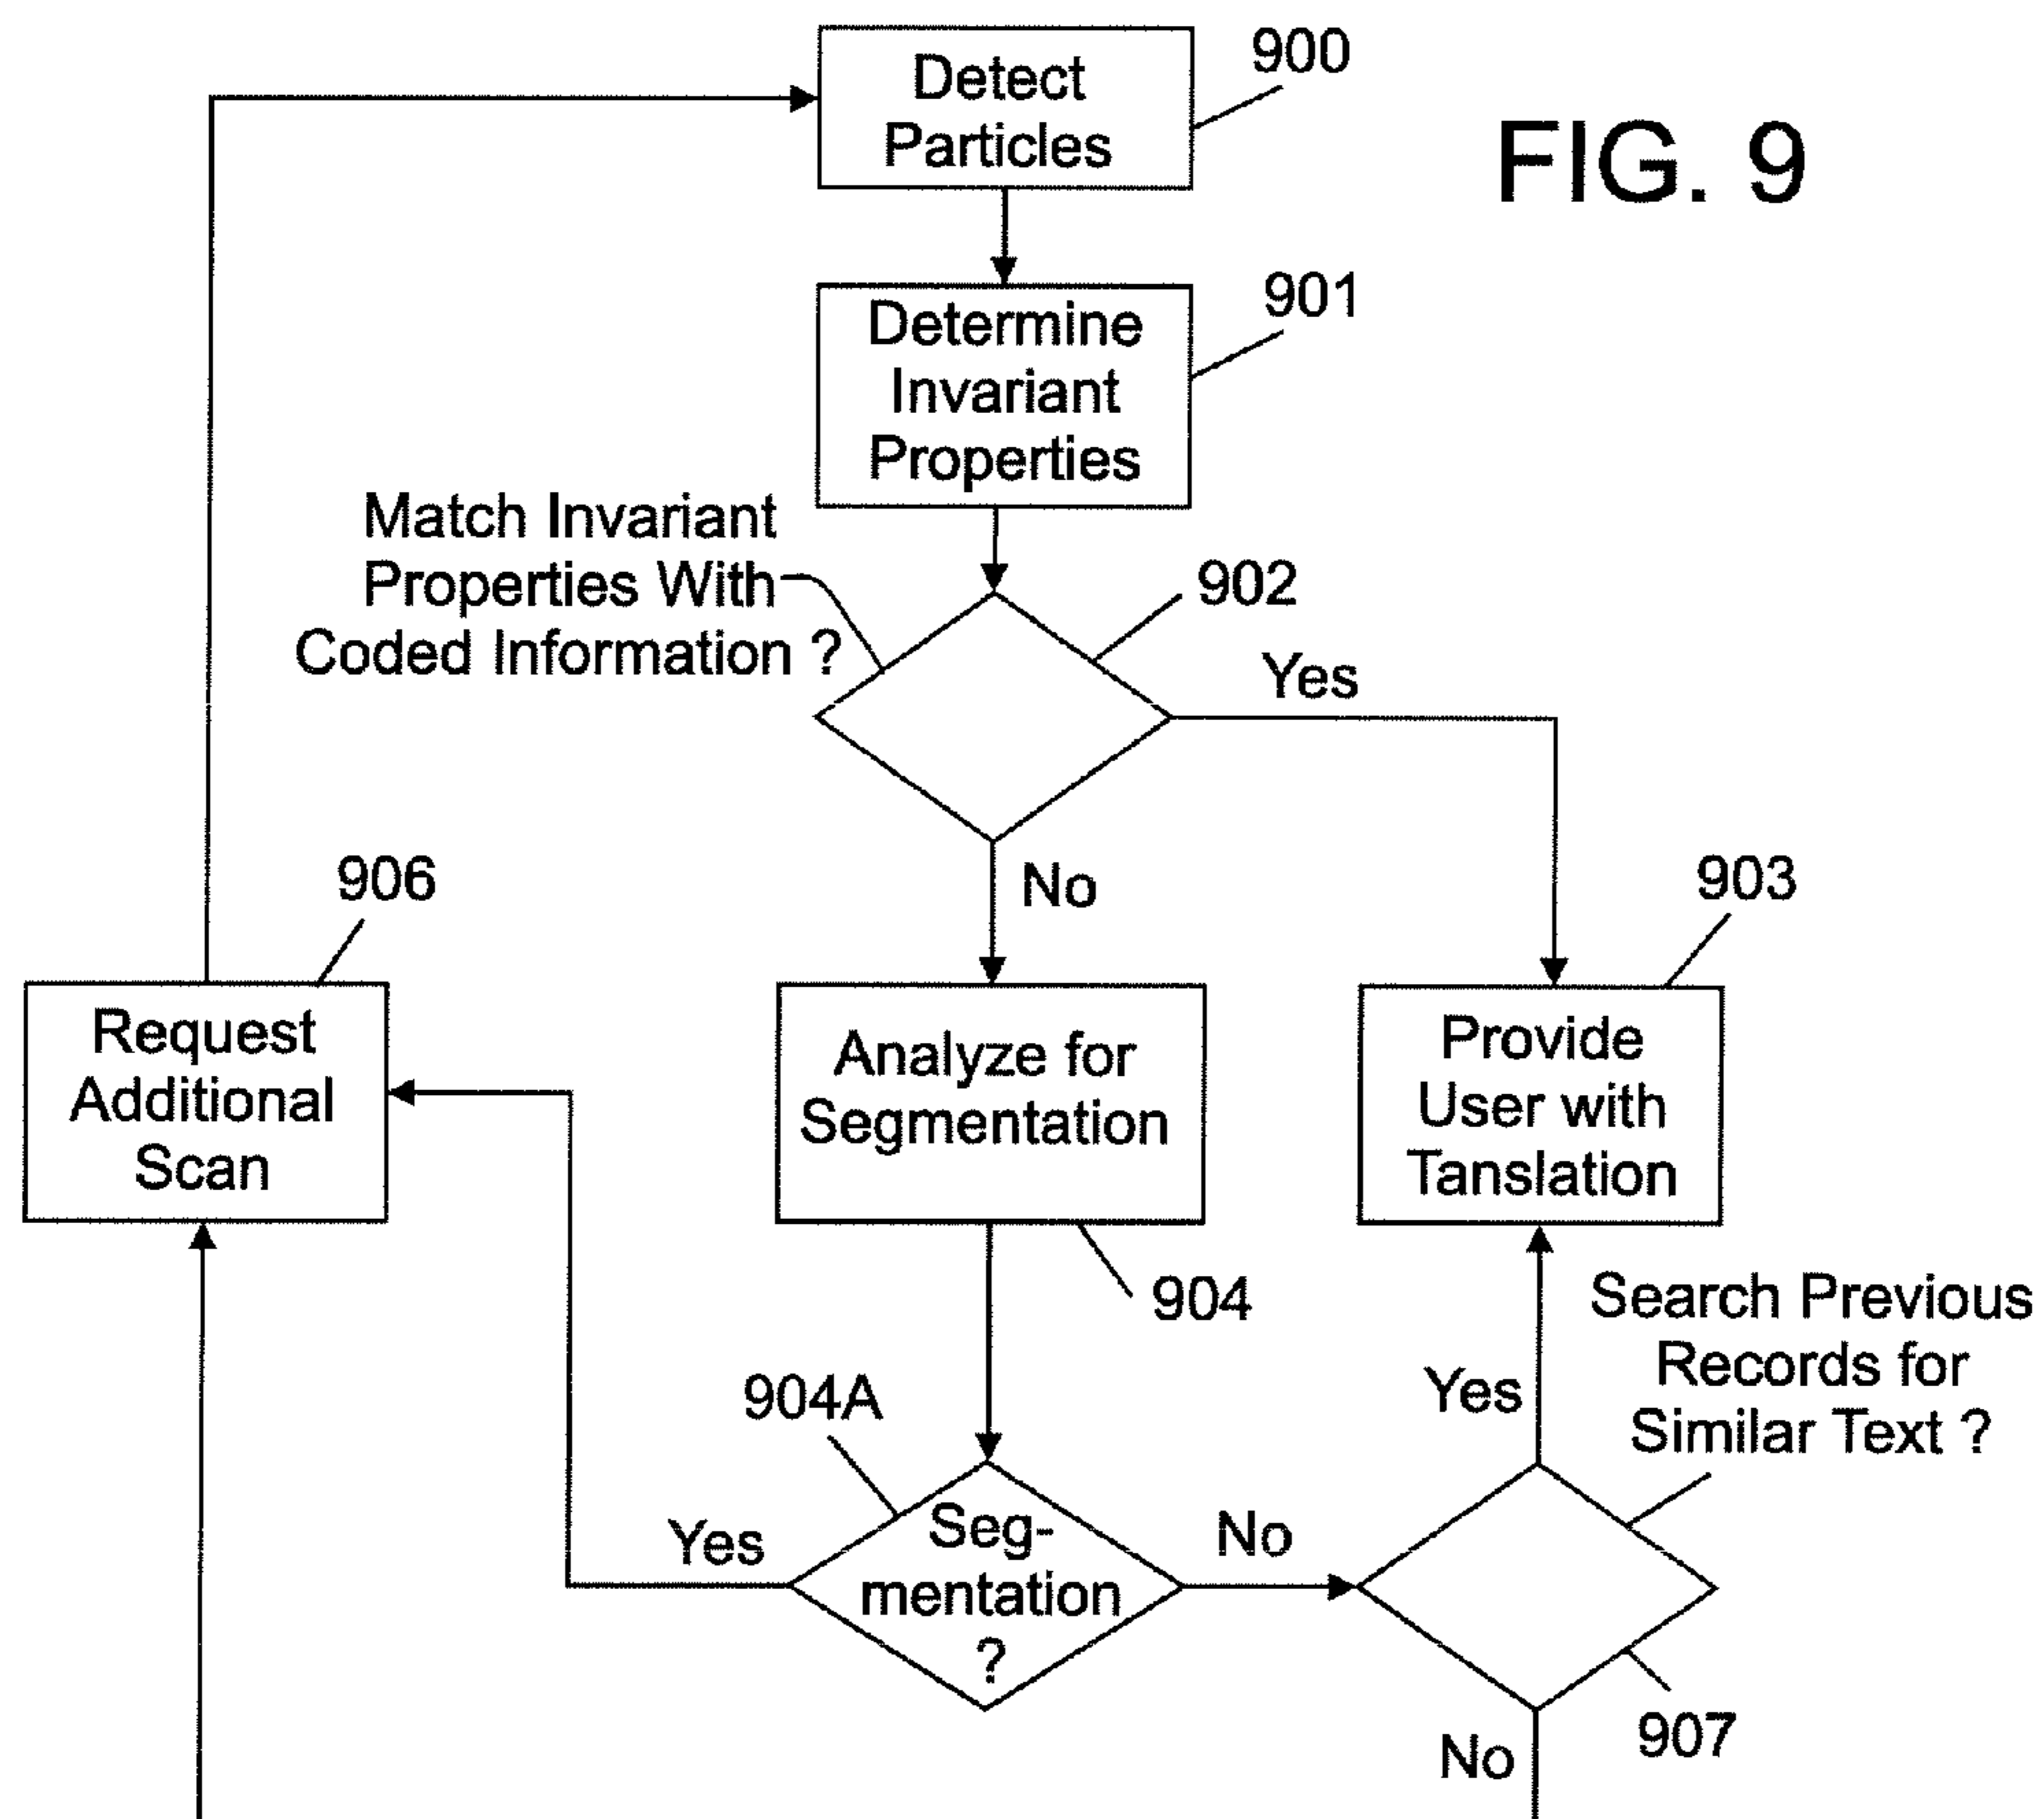 900
Detect
Particles
FIG. 9
901
Determine
Invariant
Properties
Match Invariant
Properties With
Coded Information ?
902
Yes
No
906
903
Request
Additional
Scan
Analyze for
Segmentation
Provide
User with
Tanslation
904
Search Previous
Records for
Similar Text ?
904A
Yes
Seg-
mentation
?
Yes
No
907
No